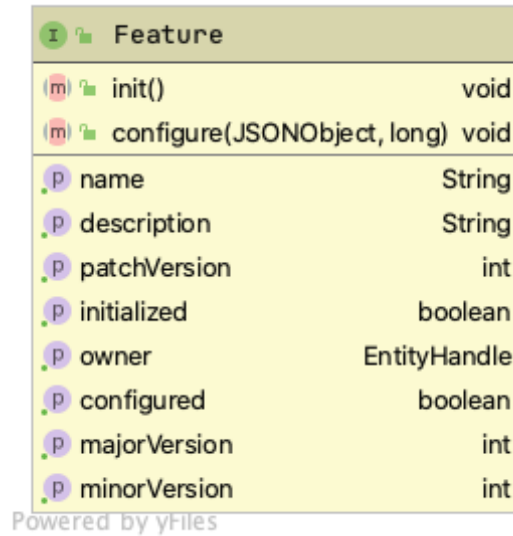 I Feature
m init() void
m configure(JSONObject, long) void
p name String
p description String
p patchVersion int
p initialized boolean
p owner EntityHandle
p configured boolean
p majorVersion int
p minorVersion int
Powered by yFiles